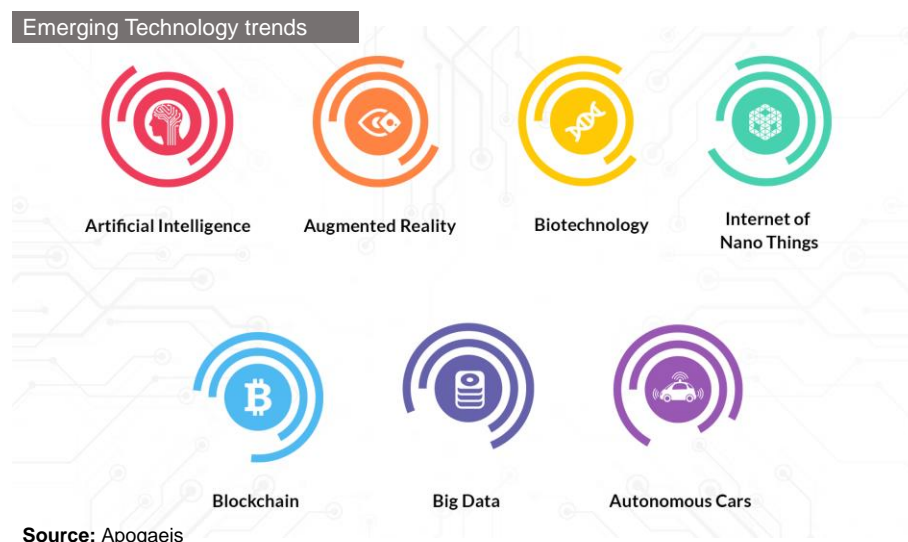 Emerging Technology trends
Artificial Intelligence
Augmented Reality
Biotechnology
Internet of
Nano Things
Blockchain
Big Data
Autonomous Cars
Source: Apogaeis